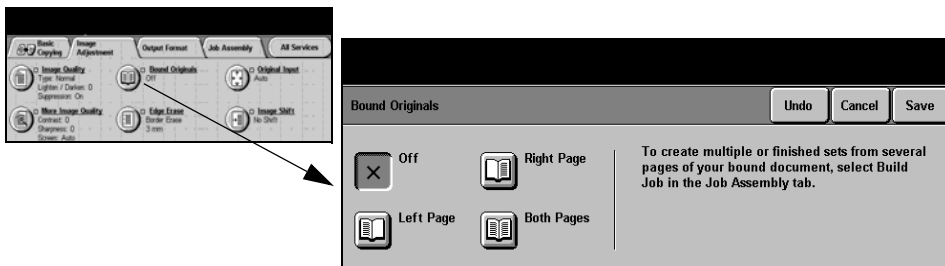 Basic Copying
Image Adjustment
Output Format
Job Assembly
All Services
Image Quality
Type: Normal
Lighten / Darken: 0
Suppression: On
Bound Originals
Off
Original Input
Auto
More Image Quality
Contrast: 0
Sharpness: 0
Screen: Auto
Edge Erase
Border Erase
3 mm
Image Shift
No Shift
Bound Originals
Undo
Cancel
Save
Off
Right Page
Left Page
Both Pages
To create multiple or finished sets from several
pages of your bound document, select Build
Job in the Job Assembly tab.